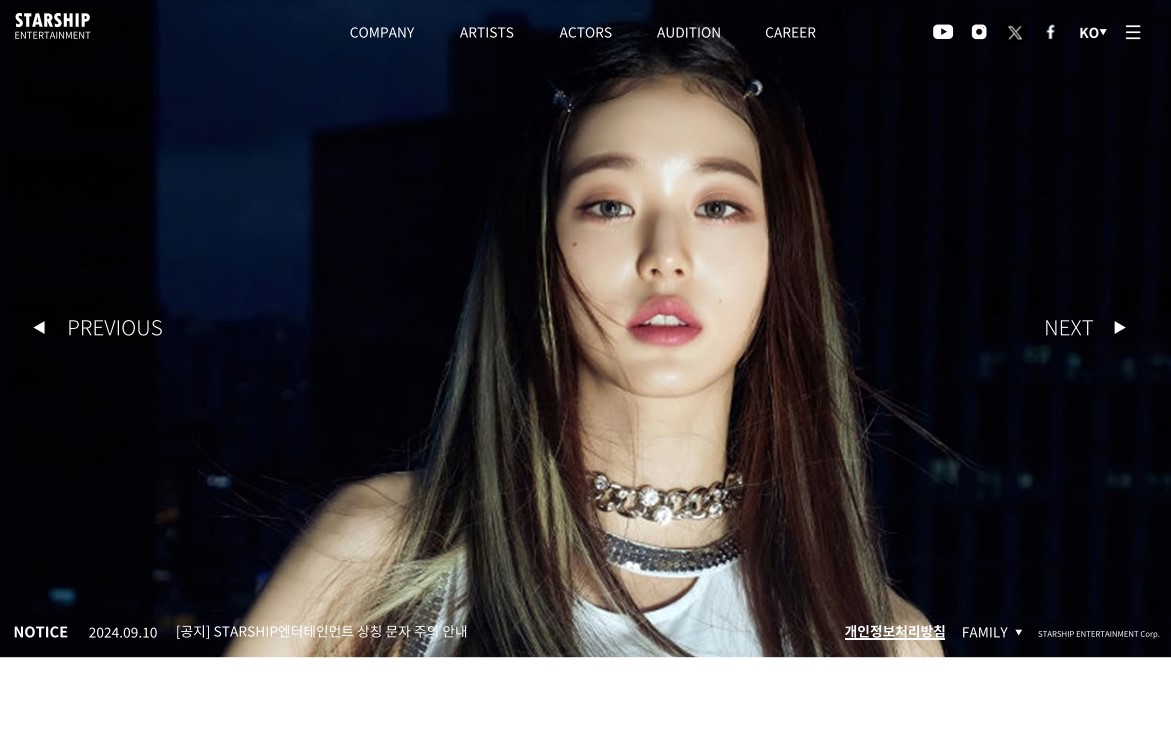 STARSHIP
ENTERTAINMENT
COMPANY ARTISTS ACTORS AUDITION CAREER KO▼
◀ PREVIOUS
NEXT ▶
NOTICE 2024.09.10 [공지] STARSHIP엔터테인먼트 상칭 문자 주의 안내
개인정보처리방침 FAMILY ▼ STARSHIP ENTERTAINMENT Corp.